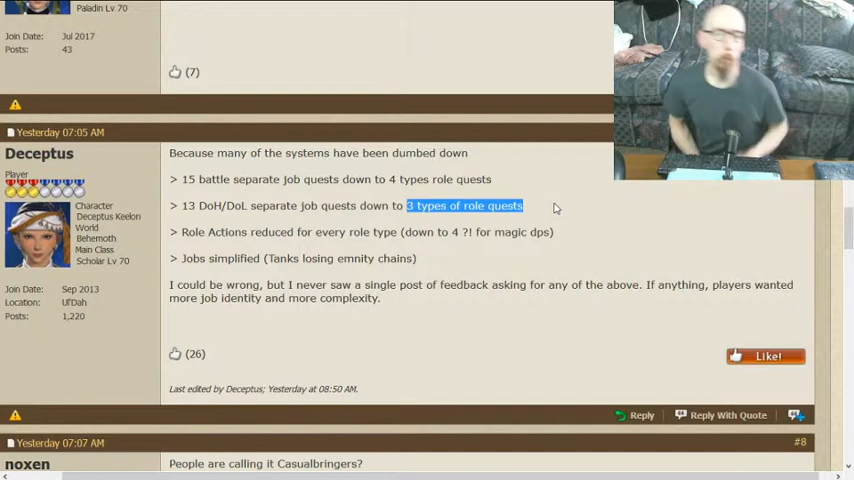 Paladin Lv 70
Join Date: Jul 2017
Posts: 43
(7)
Yesterday 07:05 AM
Deceptus
Player
Character
Deceptus Keelon
World
Behemoth
Main Class
Scholar Lv 70
Join Date: Sep 2013
Location: Ul'Dah
Posts: 1,220
Because many of the systems have been dumbed down
> 15 battle separate job quests down to 4 types role quests
> 13 DoH/DoL separate job quests down to 3 types of role quests
> Role Actions reduced for every role type (down to 4 ?! for magic dps)
> Jobs simplified (Tanks losing emnity chains)
I could be wrong, but I never saw a single post of feedback asking for any of the above. If anything, players wanted
more job identity and more complexity.
(26)
Like!
Last edited by Deceptus; Yesterday at 08:50 AM.
Reply
Reply With Quote
Yesterday 07:07 AM
#8
noxen
People are calling it Casualbringers?